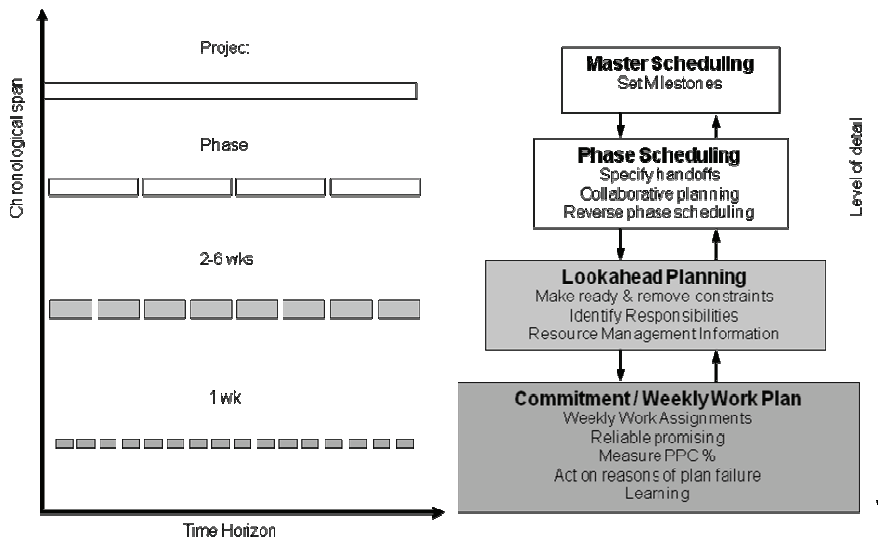 Projec:
Chronological span
Phase
2-6 wks
1 wk
Time Horizon
Master Scheduling
Set Milestones
Phase Scheduling
Specify handoffs
Collaborative planning
Reverse phase scheduling
Lookahead Planning
Make ready & remove constraints
Identify Responsibilities
Resource Management Information
Commitment / Weekly Work Plan
Weekly Work Assignments
Reliable promising
Measure PPC %
Act on reasons of plan failure
Learning
Level of detail